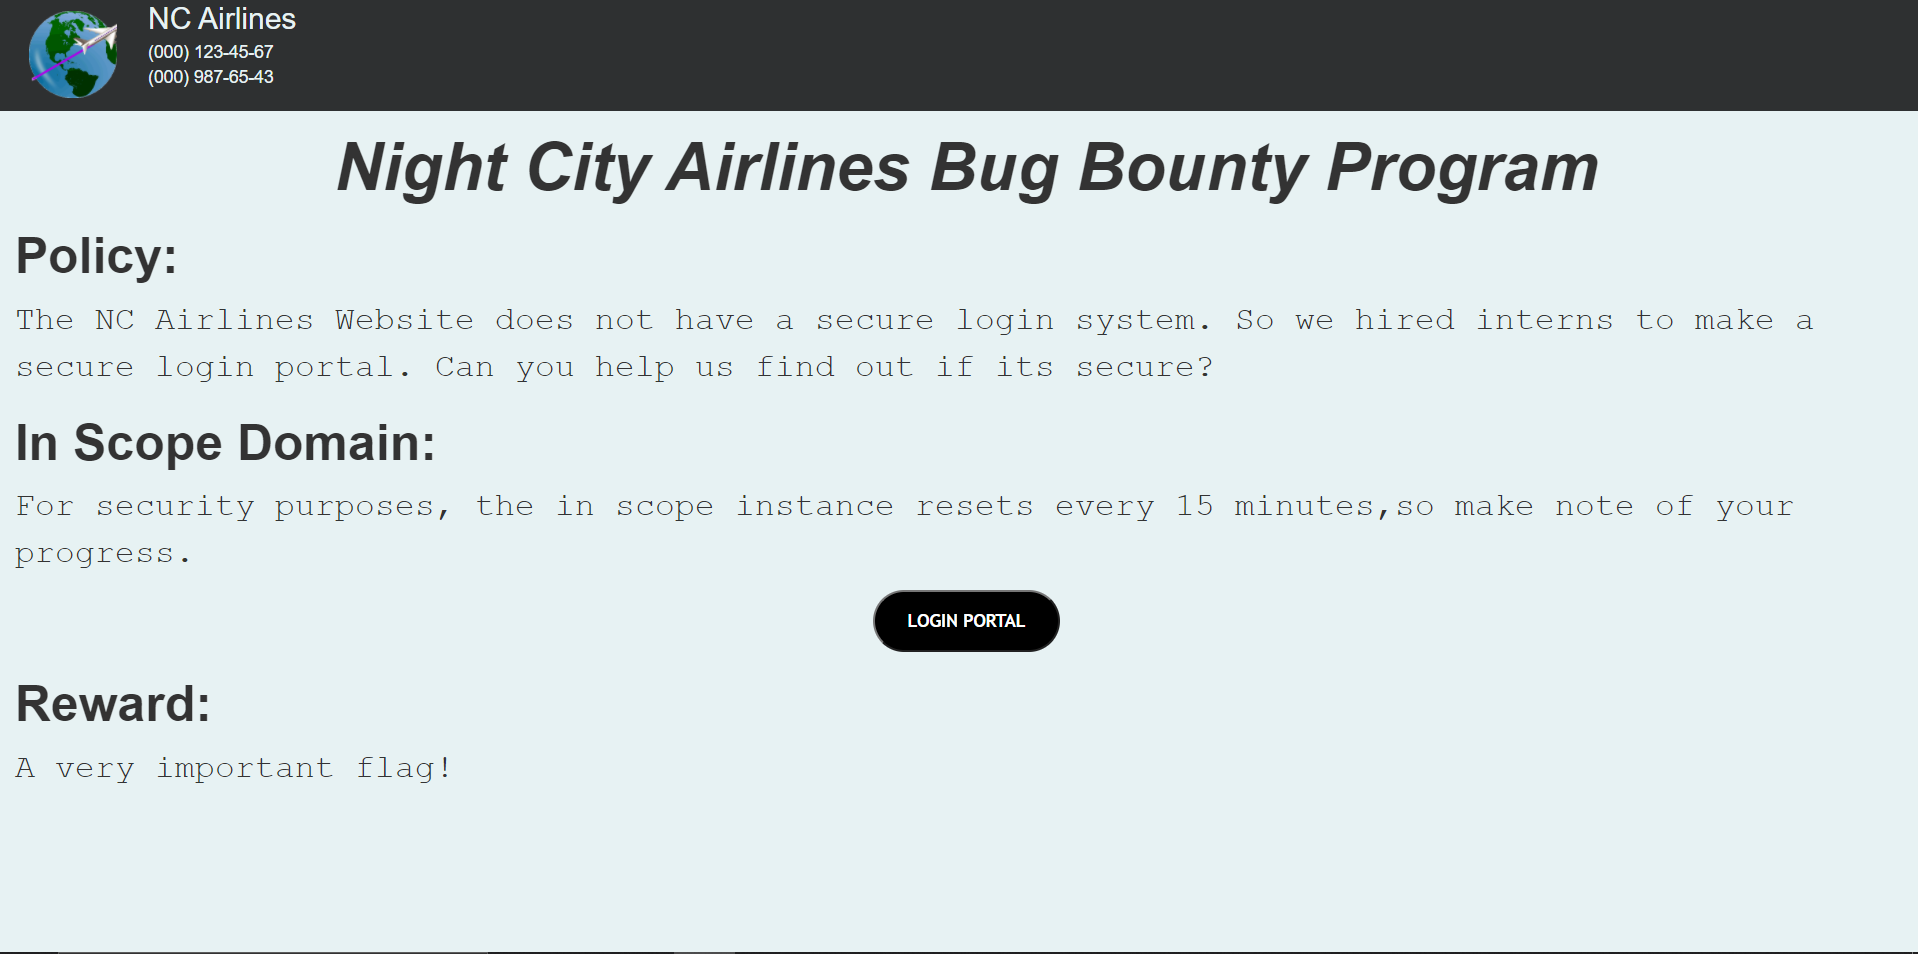 NC Airlines
(000) 123-45-67
(000) 987-65-43
Night City Airlines Bug Bounty Program
Policy:
The NC Airlines Website does not have a secure login system. So we hired interns to make a
secure login portal. Can you help us find out if its secure?
In Scope Domain:
For security purposes, the in scope instance resets every 15 minutes,so make note of your
progress.
LOGIN PORTAL
Reward:
A very important flag!